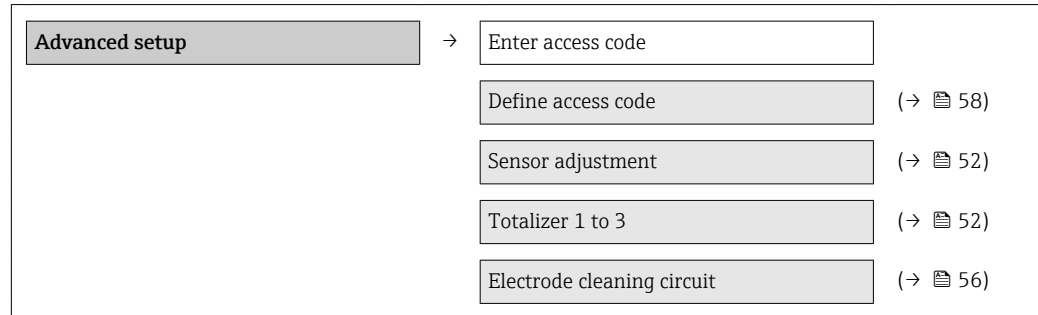 Advanced setup → Enter access code
Define access code (→ 58)
Sensor adjustment (→ 52)
Totalizer 1 to 3 (→ 52)
Electrode cleaning circuit (→ 56)